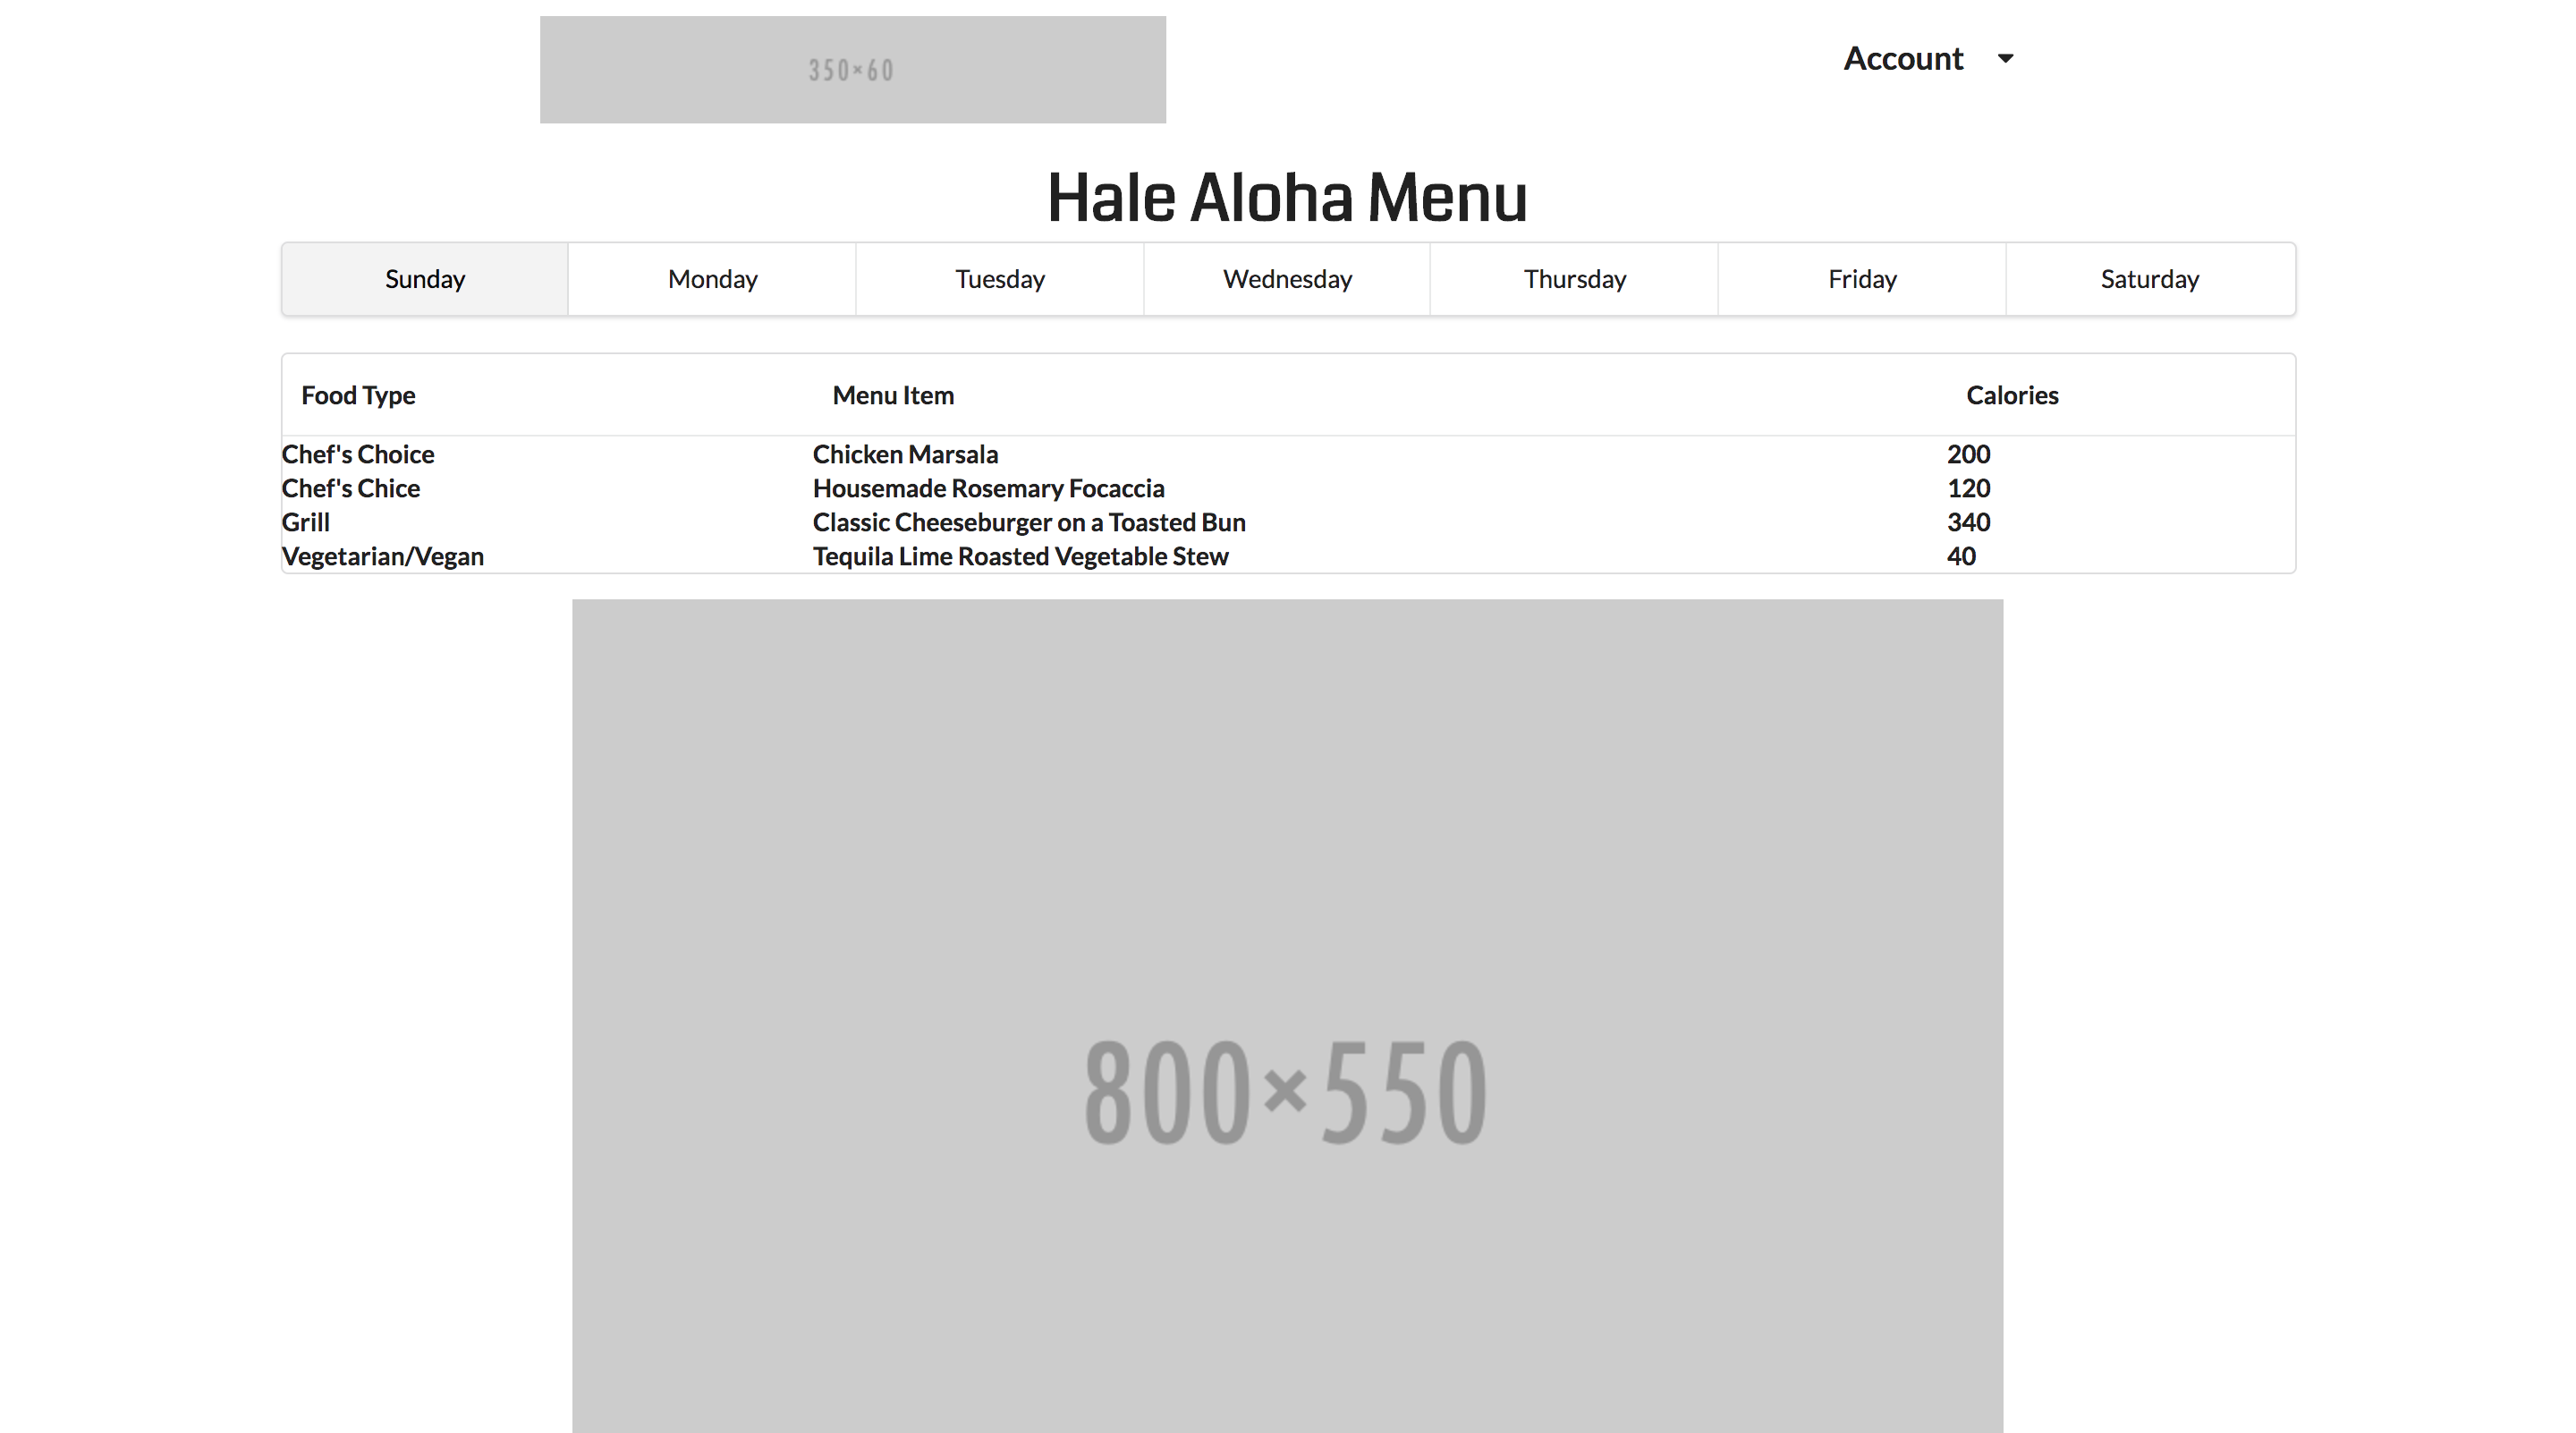 350×60
Account
Hale Aloha Menu
Sunday Monday Tuesday Wednesday Thursday Friday Saturday
Food Type Menu Item Calories
Chef's Choice Chicken Marsala 200
Chef's Chice Housemade Rosemary Focaccia 120
Grill Classic Cheeseburger on a Toasted Bun 340
Vegetarian/Vegan Tequila Lime Roasted Vegetable Stew 40
800×550